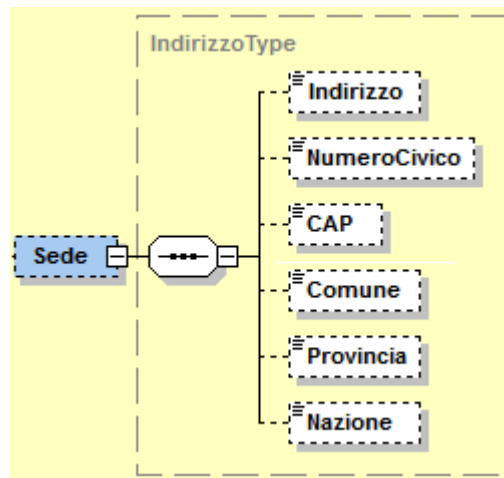 IndirizzoType
Indirizzo
NumeroCivico
CAP
Sede
Comune
Provincia
Nazione